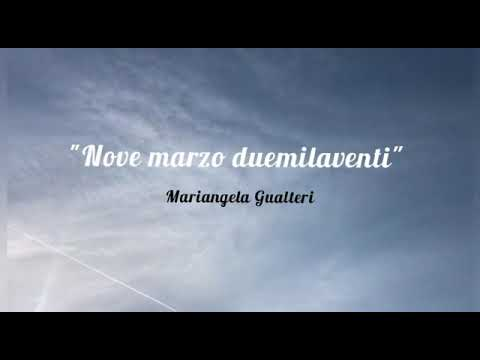 "Nove marzo duemilaventi"
Mariangela Gualteri